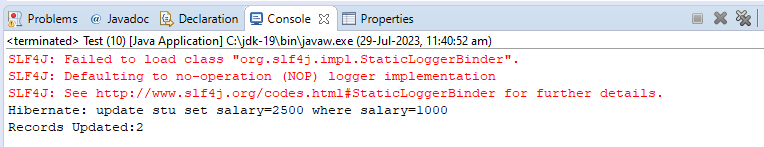 Problems @ Javadoc Declaration Console Properties
<terminated> Test (10) [Java Application] C:\jdk-19\bin\javaw.exe (29-Jul-2023, 11:40:52 am)
SLF4J: Failed to load class "org.slf4j.impl.StaticLoggerBinder".
SLF4J: Defaulting to no-operation (NOP) logger implementation
SLF4J: See http://www.slf4j.org/codes.html#StaticLoggerBinder for further details.
Hibernate: update stu set salary=2500 where salary=1000
Records Updated:2